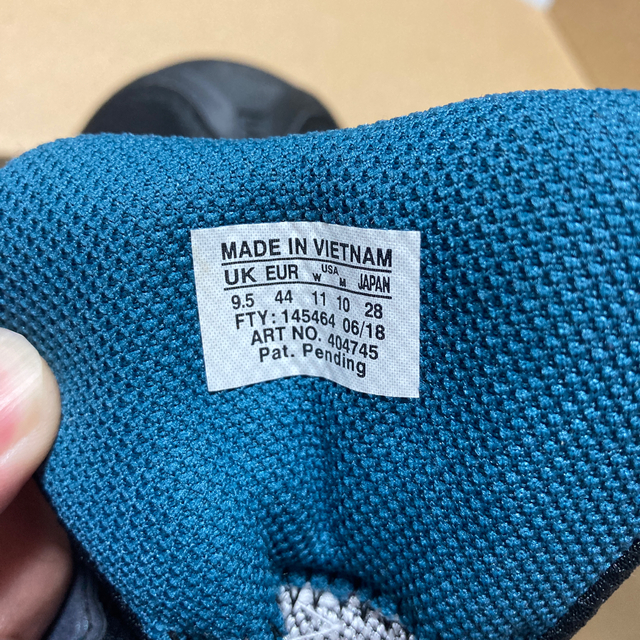 MADE IN VIETNAM
UK EUR W USA M JAPAN
9.5 44 11 10 28
FTY: 145464 06/18
ART NO. 404745
Pat. Pending